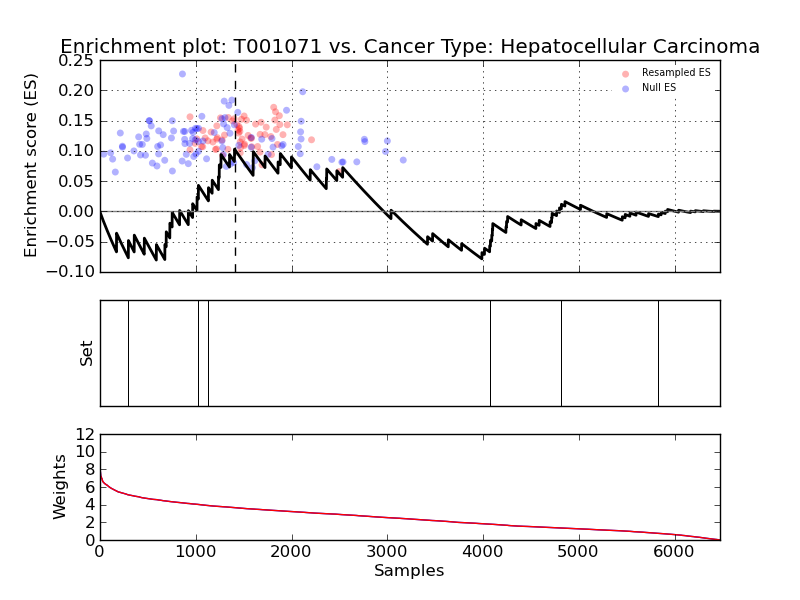 Enrichment plot: T001071 vs. Cancer Type: Hepatocellular Carcinoma
Enrichment score (ES)
0.25
0.20
0.15
0.10
0.05
0.00
−0.05
−0.10
Resampled ES
Null ES
Set
Weights
12
10
8
6
4
2
0
0 1000 2000 3000 4000 5000 6000
Samples